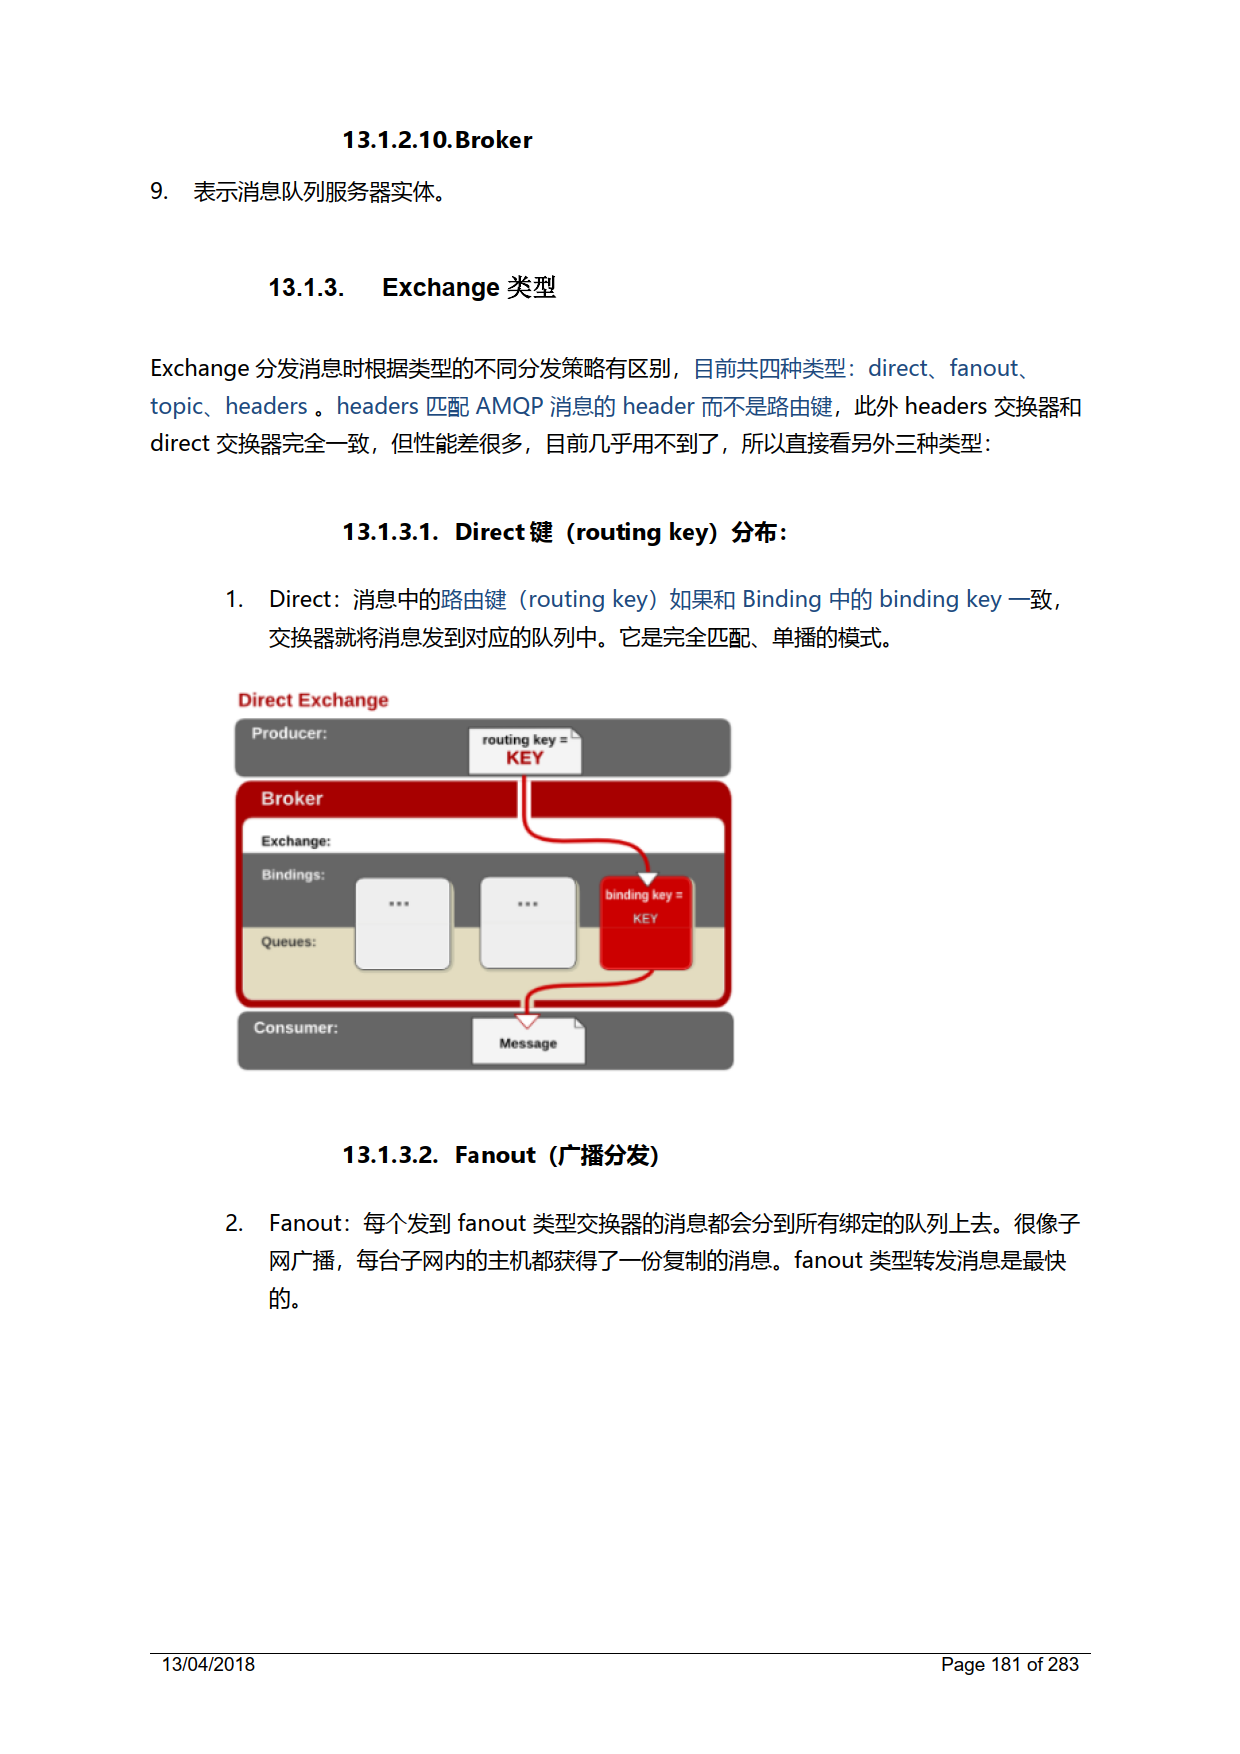 13.1.2.10.Broker
9. 表示消息队列服务器实体。
13.1.3. Exchange 类型
Exchange 分发消息时根据类型的不同分发策略有区别，目前共四种类型：direct、fanout、
topic、headers 。headers 匹配 AMQP 消息的 header 而不是路由键，此外 headers 交换器和
direct 交换器完全一致，但性能差很多，目前几乎用不到了，所以直接看另外三种类型：
13.1.3.1. Direct 键（routing key）分布：
1. Direct：消息中的路由键（routing key）如果和 Binding 中的 binding key 一致，
交换器就将消息发到对应的队列中。它是完全匹配、单播的模式。
Direct Exchange
Producer:
routing key =
KEY
Broker
Exchange:
Bindings:
...
...
binding key =
KEY
Queues:
Consumer:
Message
13.1.3.2. Fanout（广播分发）
2. Fanout：每个发到 fanout 类型交换器的消息都会分到所有绑定的队列上去。很像子
网广播，每台子网内的主机都获得了一份复制的消息。fanout 类型转发消息是最快
的。
13/04/2018
Page 181 of 283